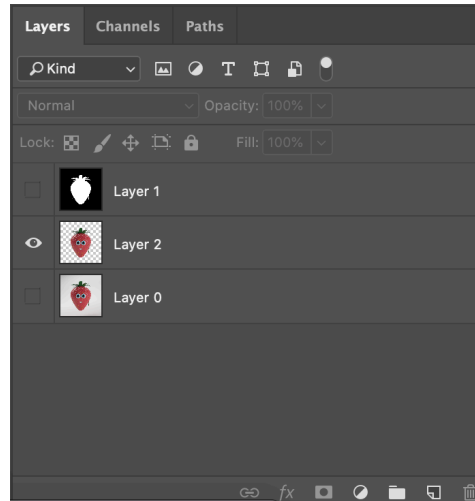 Layers Channels Paths
Kind T
Normal Opacity: 100%
Lock: Fill: 100%
Layer 1
Layer 2
Layer 0
fx